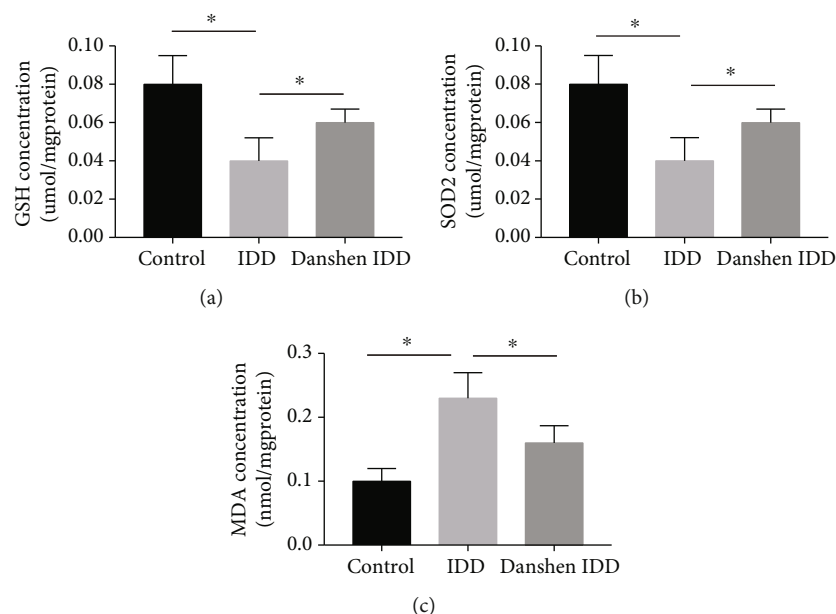 *
*
GSH concentration
(umol/mgprotein)
0.10
0.08
0.06
0.04
0.02
0.00
Control IDD Danshen IDD
(a)
*
*
SOD2 concentration
(umol/mgprotein)
0.10
0.08
0.06
0.04
0.02
0.00
Control IDD Danshen IDD
(b)
* *
MDA concentration
(nmol/mgprotein)
0.3
0.2
0.1
0.0
Control IDD Danshen IDD
(c)